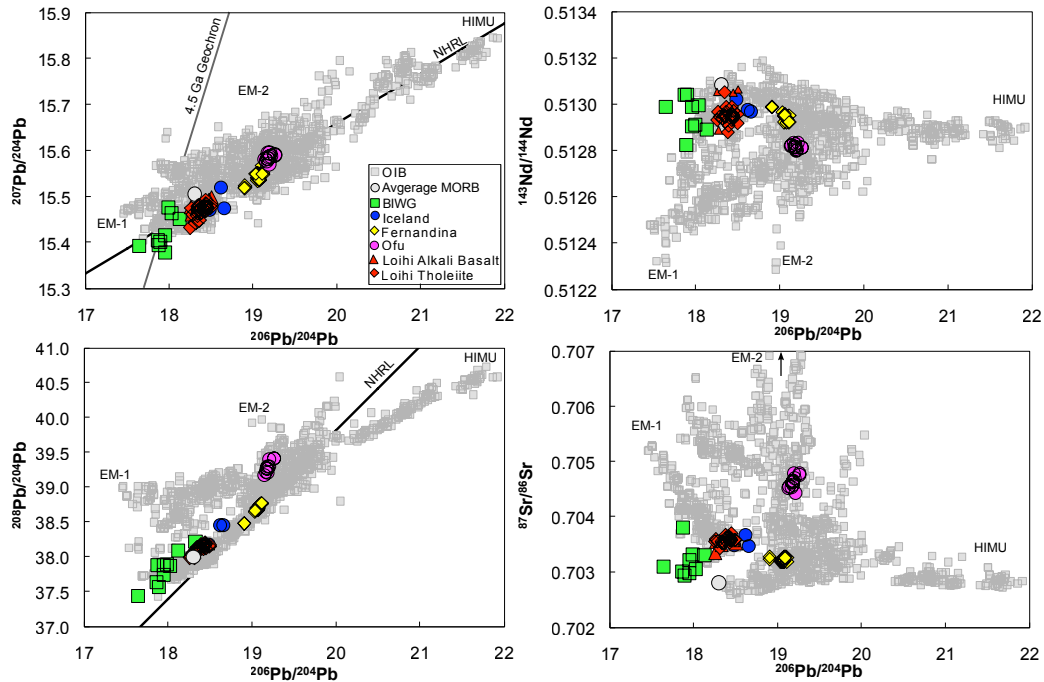 15.9
15.8
15.7
15.6
15.5
15.4
15.3
²⁰⁷Pb/²⁰⁴Pb
4.5 Ga Geochron
HIMU
NHRL
EM-2
EM-1
OIB
Avgerage MORB
BIWG
Iceland
Fernandina
Ofu
Loihi Alkali Basalt
Loihi Tholeiite
17 18 19 20 21 22
²⁰⁶Pb/²⁰⁴Pb
0.5134
0.5132
0.5130
0.5128
0.5126
0.5124
0.5122
¹⁴³Nd/¹⁴⁴Nd
HIMU
EM-1
EM-2
17 18 19 20 21 22
²⁰⁶Pb/²⁰⁴Pb
41.0
40.5
40.0
39.5
39.0
38.5
38.0
37.5
37.0
²⁰⁸Pb/²⁰⁴Pb
HIMU
NHRL
EM-2
EM-1
17 18 19 20 21 22
²⁰⁶Pb/²⁰⁴Pb
0.707
0.706
0.705
0.704
0.703
0.702
⁸⁷Sr/⁸⁶Sr
EM-2
EM-1
HIMU
17 18 19 20 21 22
²⁰⁶Pb/²⁰⁴Pb